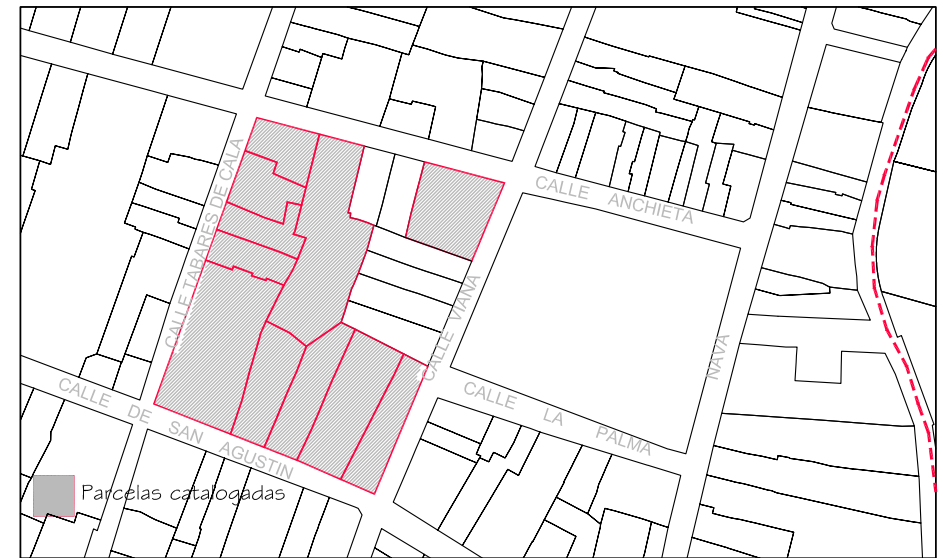 CALLE TABARES DE CALA
CALLE ANCHIETA
CALLE VIANA
NAVA
CALLE LA PALMA
CALLE DE SAN AGUSTIN
Parcelas catalogadas